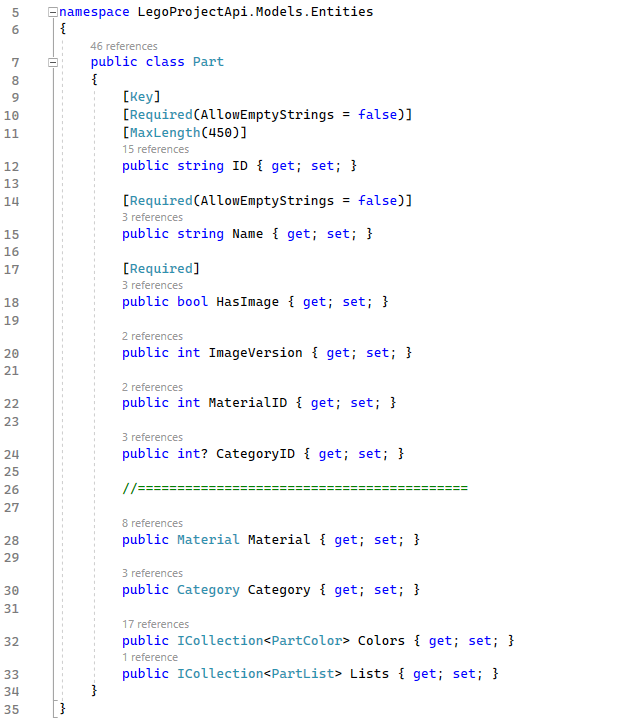 5 namespace LegoProjectApi.Models.Entities
6 {
46 references
7 public class Part
8 {
9 [Key]
10 [Required(AllowEmptyStrings = false)]
11 [MaxLength(450)]
15 references
12 public string ID { get; set; }
13
14 [Required(AllowEmptyStrings = false)]
3 references
15 public string Name { get; set; }
16
17 [Required]
3 references
18 public bool HasImage { get; set; }
19
2 references
20 public int ImageVersion { get; set; }
21
2 references
22 public int MaterialID { get; set; }
23
3 references
24 public int? CategoryID { get; set; }
25
26 //==========================================
27
8 references
28 public Material Material { get; set; }
29
3 references
30 public Category Category { get; set; }
31
17 references
32 public ICollection<PartColor> Colors { get; set; }
1 reference
33 public ICollection<PartList> Lists { get; set; }
34 }
35 }